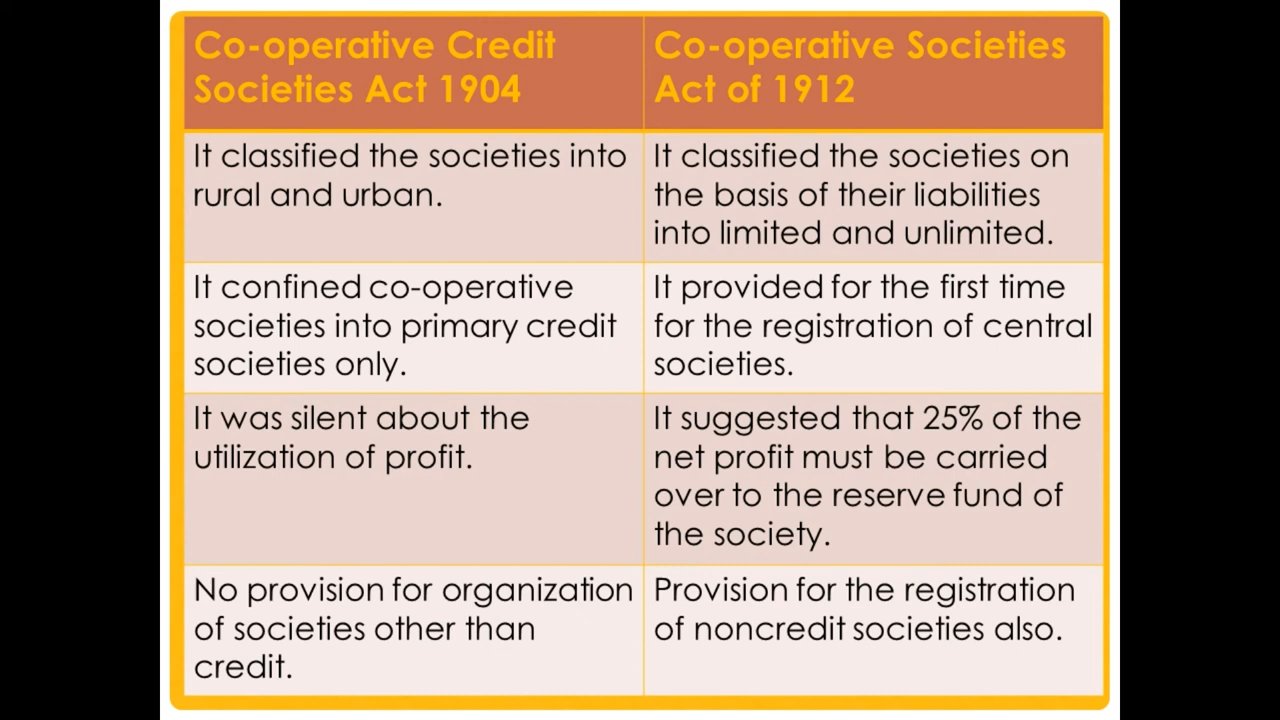 Co-operative Credit
Societies Act 1904
Co-operative Societies
Act of 1912
It classified the societies into
rural and urban.
It classified the societies on
the basis of their liabilities
into limited and unlimited.
It confined co-operative
societies into primary credit
societies only.
It provided for the first time
for the registration of central
societies.
It was silent about the
utilization of profit.
It suggested that 25% of the
net profit must be carried
over to the reserve fund of
the society.
No provision for organization
of societies other than
credit.
Provision for the registration
of noncredit societies also.